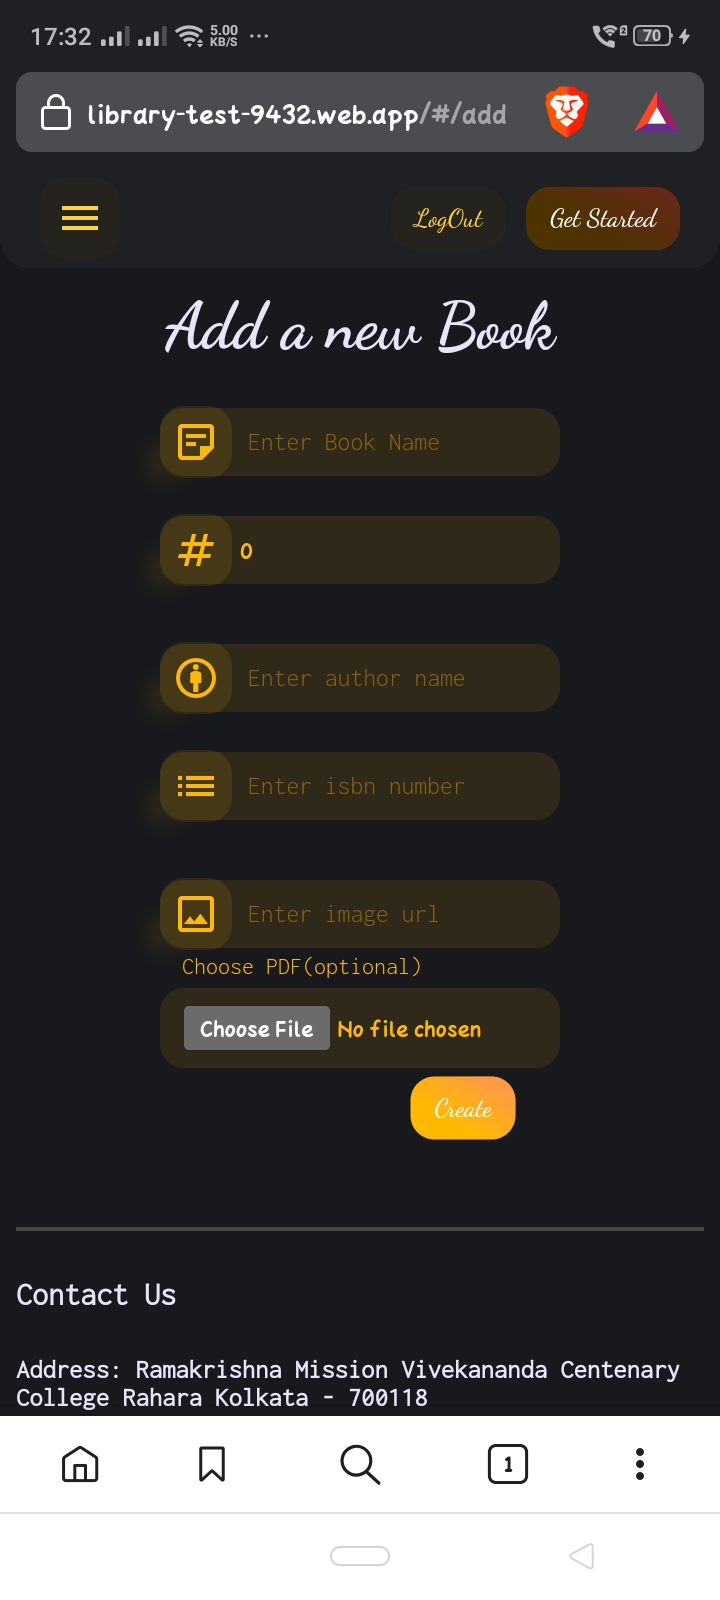 17:32 5.00 KB/S ... 2 70
library-test-9432.web.app/#/add
LogOut Get Started
Add a new Book
Enter Book Name
# 0
Enter author name
Enter isbn number
Enter image url
Choose PDF(optional)
Choose File No file chosen
Create
Contact Us
Address: Ramakrishna Mission Vivekananda Centenary
College Rahara Kolkata - 700118
1